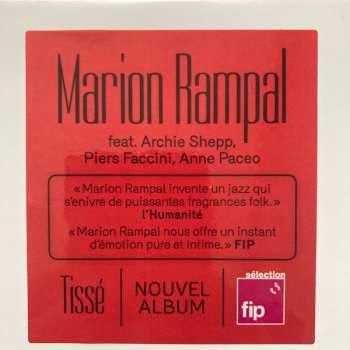 Marion Rampal
feat. Archie Shepp,
Piers Faccini, Anne Paceo
« Marion Rampal invente un jazz qui
s'enivre de puissantes fragrances folk. »
l'Humanité
« Marion Rampal nous offre un instant
d'émotion pure et intime. » FIP
Tissé
NOUVEL
ALBUM
sélection
fip